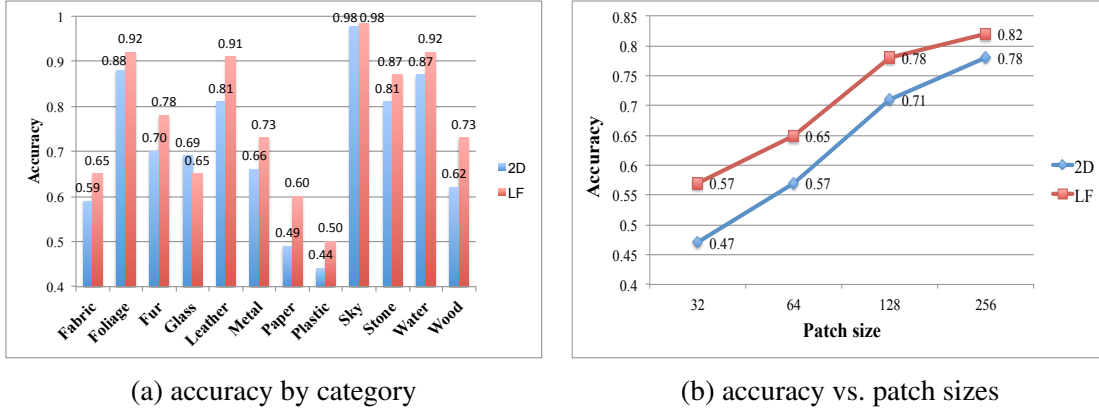 1
0.9
0.8
0.7
0.6
0.5
0.4
Accuracy
0.59 0.65
0.88 0.92
0.70 0.78
0.69 0.65
0.81 0.91
0.66 0.73
0.49 0.60
0.44 0.50
0.98 0.98
0.81 0.87
0.87 0.92
0.62 0.73
Fabric
Foliage
Fur
Glass
Leather
Metal
Paper
Plastic
Sky
Stone
Water
Wood
2D
LF
(a) accuracy by category
0.85
0.8
0.75
0.7
0.65
0.6
0.55
0.5
0.45
0.4
Accuracy
0.57
0.65
0.78
0.82
0.47
0.57
0.71
0.78
32 64 128 256
Patch size
2D
LF
(b) accuracy vs. patch sizes